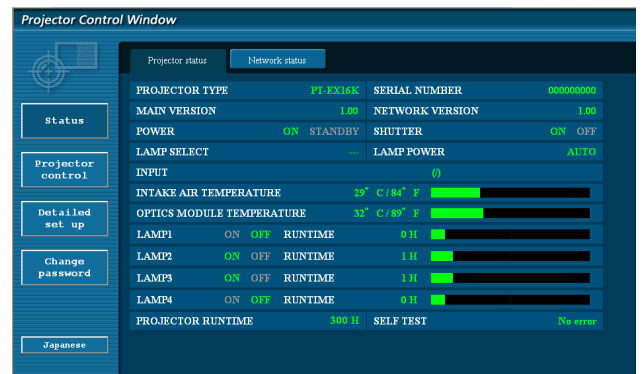 Projector Control Window
Projector status Network status
Status
Projector control
Detailed set up
Change password
Japanese
PROJECTOR TYPE PT-EX16K SERIAL NUMBER 000000000
MAIN VERSION 1.00 NETWORK VERSION 1.00
POWER ON STANDBY SHUTTER ON OFF
LAMP SELECT --- LAMP POWER AUTO
INPUT (/)
INTAKE AIR TEMPERATURE 29° C / 84° F
OPTICS MODULE TEMPERATURE 32° C / 89° F
LAMP1 ON OFF RUNTIME 0 H
LAMP2 ON OFF RUNTIME 1 H
LAMP3 ON OFF RUNTIME 1 H
LAMP4 ON OFF RUNTIME 0 H
PROJECTOR RUNTIME 300 H SELF TEST No error